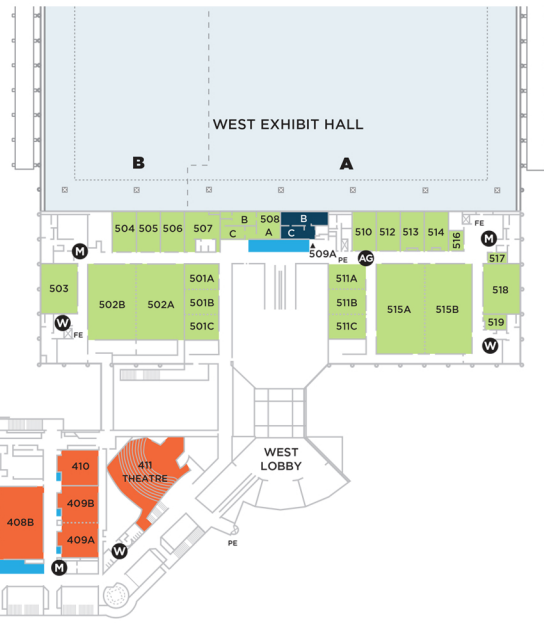 WEST EXHIBIT HALL
B
A
504
505
506
507
B
508
B
C
A
C
510
512
513
514
516
FE
M
M
509A
PE
AG
517
503
502B
502A
501A
501B
501C
511A
511B
511C
515A
515B
518
519
W
FE
W
410
411
THEATRE
WEST
LOBBY
409B
408B
409A
W
PE
M